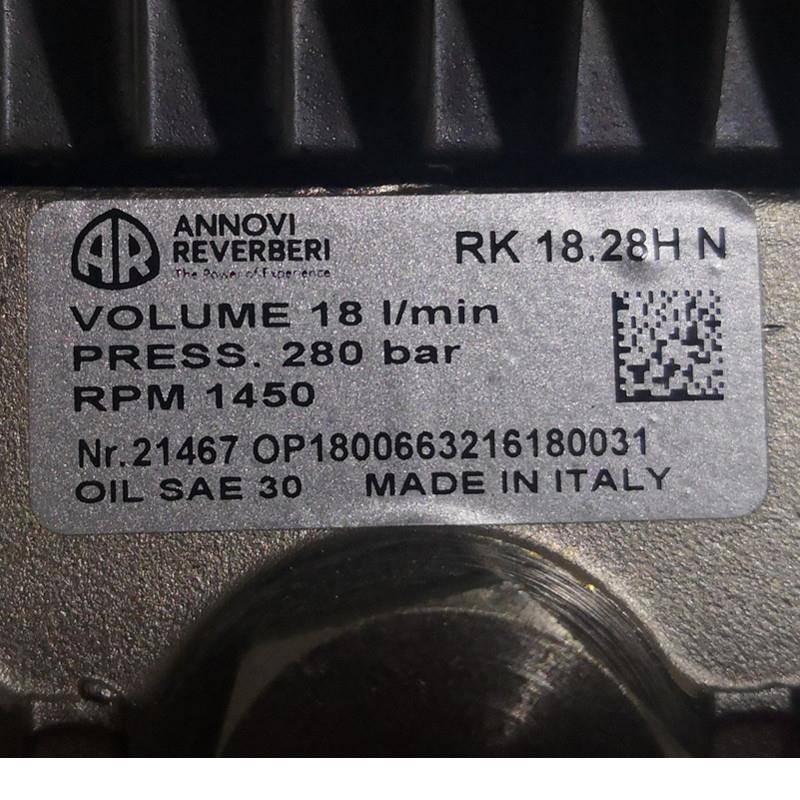 AR
ANNOVI
REVERBERI
The Power of Experience
RK 18.28H N
VOLUME 18 l/min
PRESS. 280 bar
RPM 1450
Nr.21467 OP1800663216180031
OIL SAE 30 MADE IN ITALY